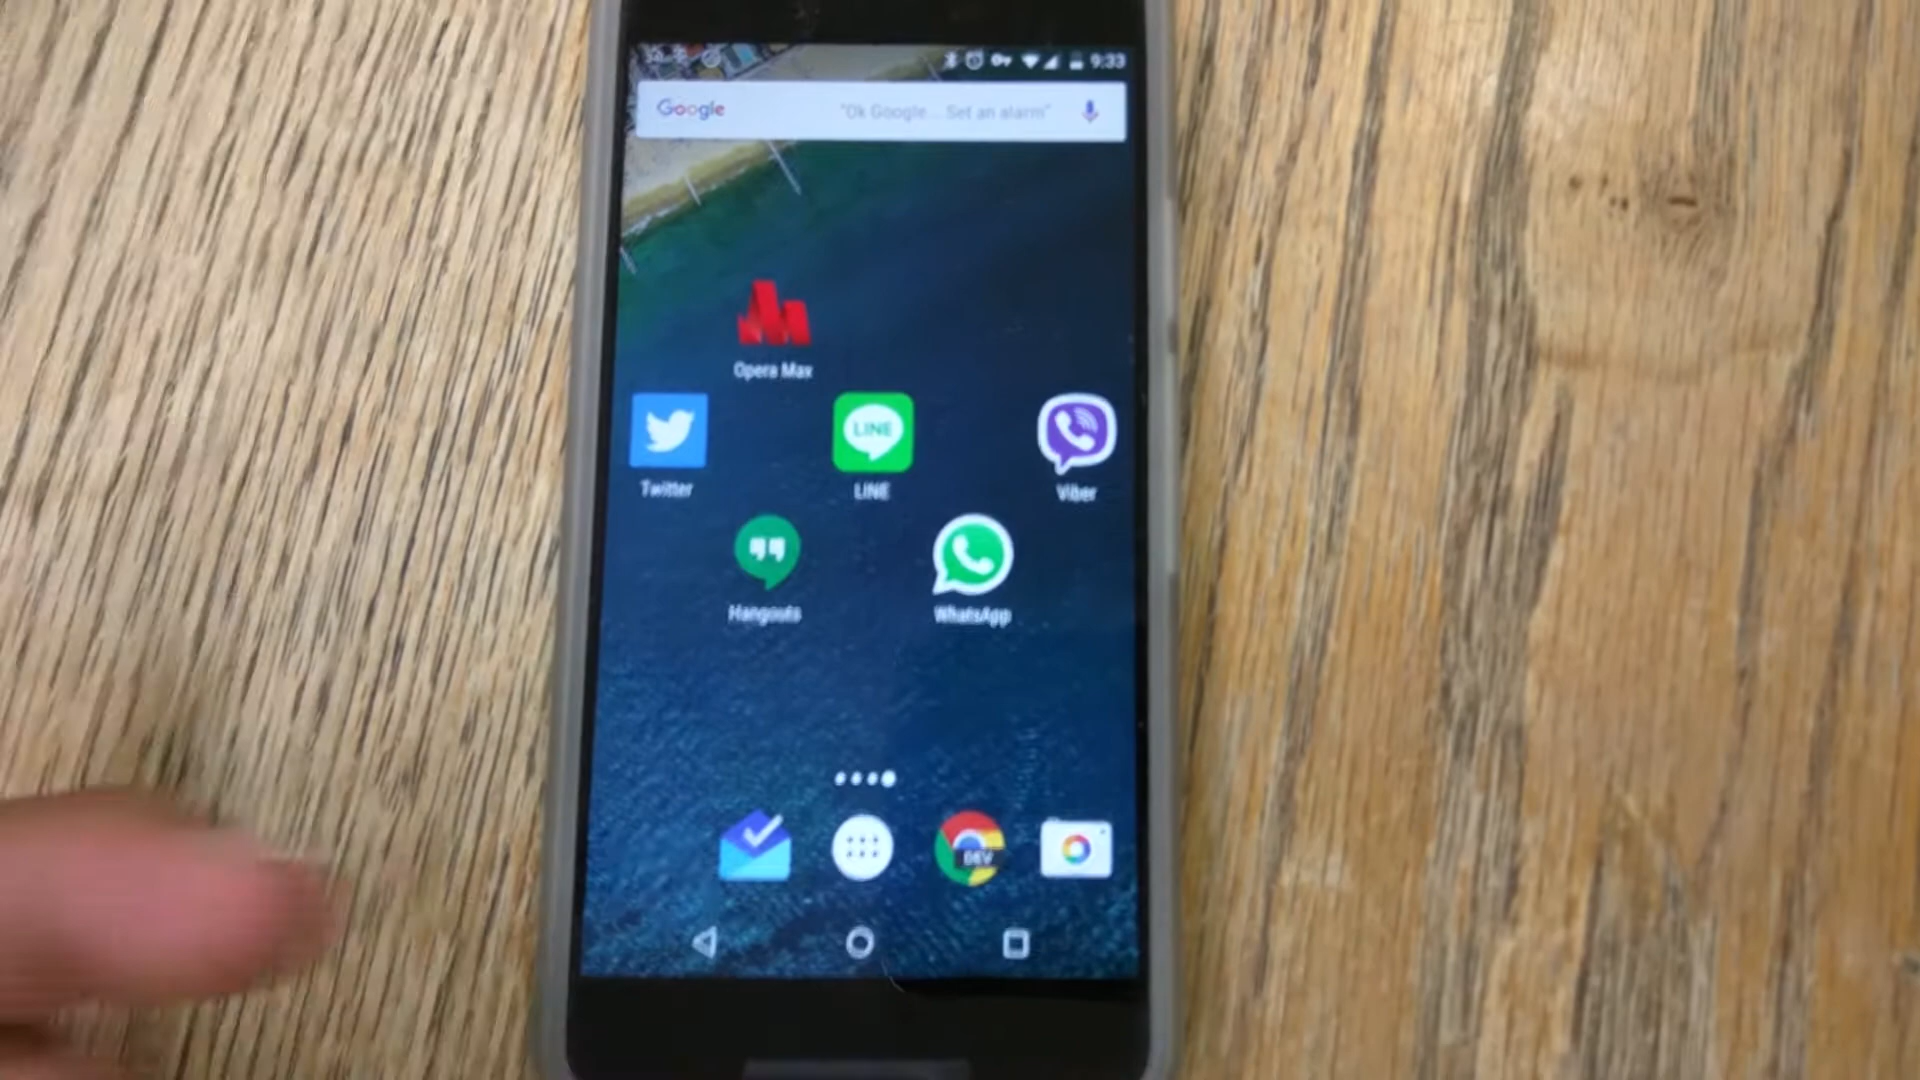 9:33
Google "Ok Google... Set an alarm"
Opera Max
LINE
Twitter LINE Viber
Hangouts WhatsApp
DEV